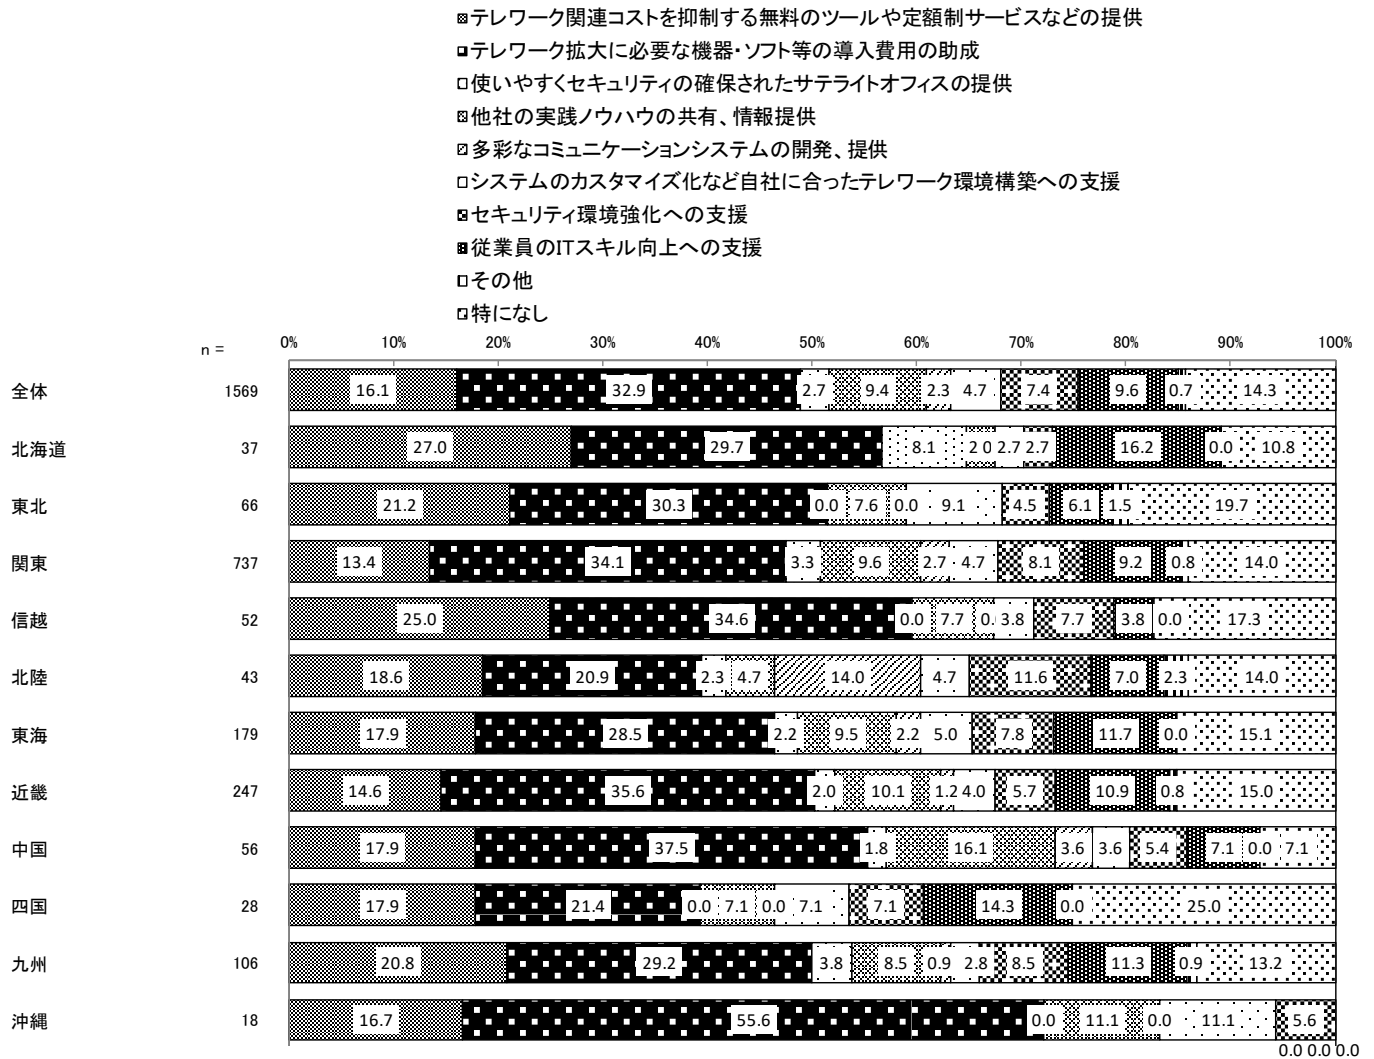 テレワーク関連コストを抑制する無料のツールや定額制サービスなどの提供
テレワーク拡大に必要な機器・ソフト等の導入費用の助成
使いやすくセキュリティの確保されたサテライトオフィスの提供
他社の実践ノウハウの共有、情報提供
多彩なコミュニケーションシステムの開発、提供
システムのカスタマイズ化など自社に合ったテレワーク環境構築への支援
セキュリティ環境強化への支援
従業員のITスキル向上への支援
その他
特になし
n = 0% 10% 20% 30% 40% 50% 60% 70% 80% 90% 100%
全体 1569 16.1 32.9 2.7 9.4 2.3 4.7 7.4 9.6 0.7 14.3
北海道 37 27.0 29.7 8.1 2 0 2.7 2.7 16.2 0.0 10.8
東北 66 21.2 30.3 0.0 7.6 0.0 9.1 4.5 6.1 1.5 19.7
関東 737 13.4 34.1 3.3 9.6 2.7 4.7 8.1 9.2 0.8 14.0
信越 52 25.0 34.6 0.0 7.7 0. 3.8 7.7 3.8 0.0 17.3
北陸 43 18.6 20.9 2.3 4.7 14.0 4.7 11.6 7.0 2.3 14.0
東海 179 17.9 28.5 2.2 9.5 2.2 5.0 7.8 11.7 0.0 15.1
近畿 247 14.6 35.6 2.0 10.1 1.2 4.0 5.7 10.9 0.8 15.0
中国 56 17.9 37.5 1.8 16.1 3.6 3.6 5.4 7.1 0.0 7.1
四国 28 17.9 21.4 0.0 7.1 0.0 7.1 7.1 14.3 0.0 25.0
九州 106 20.8 29.2 3.8 8.5 0.9 2.8 8.5 11.3 0.9 13.2
沖縄 18 16.7 55.6 0.0 11.1 0.0 11.1 5.6
0.0 0.0 0.0